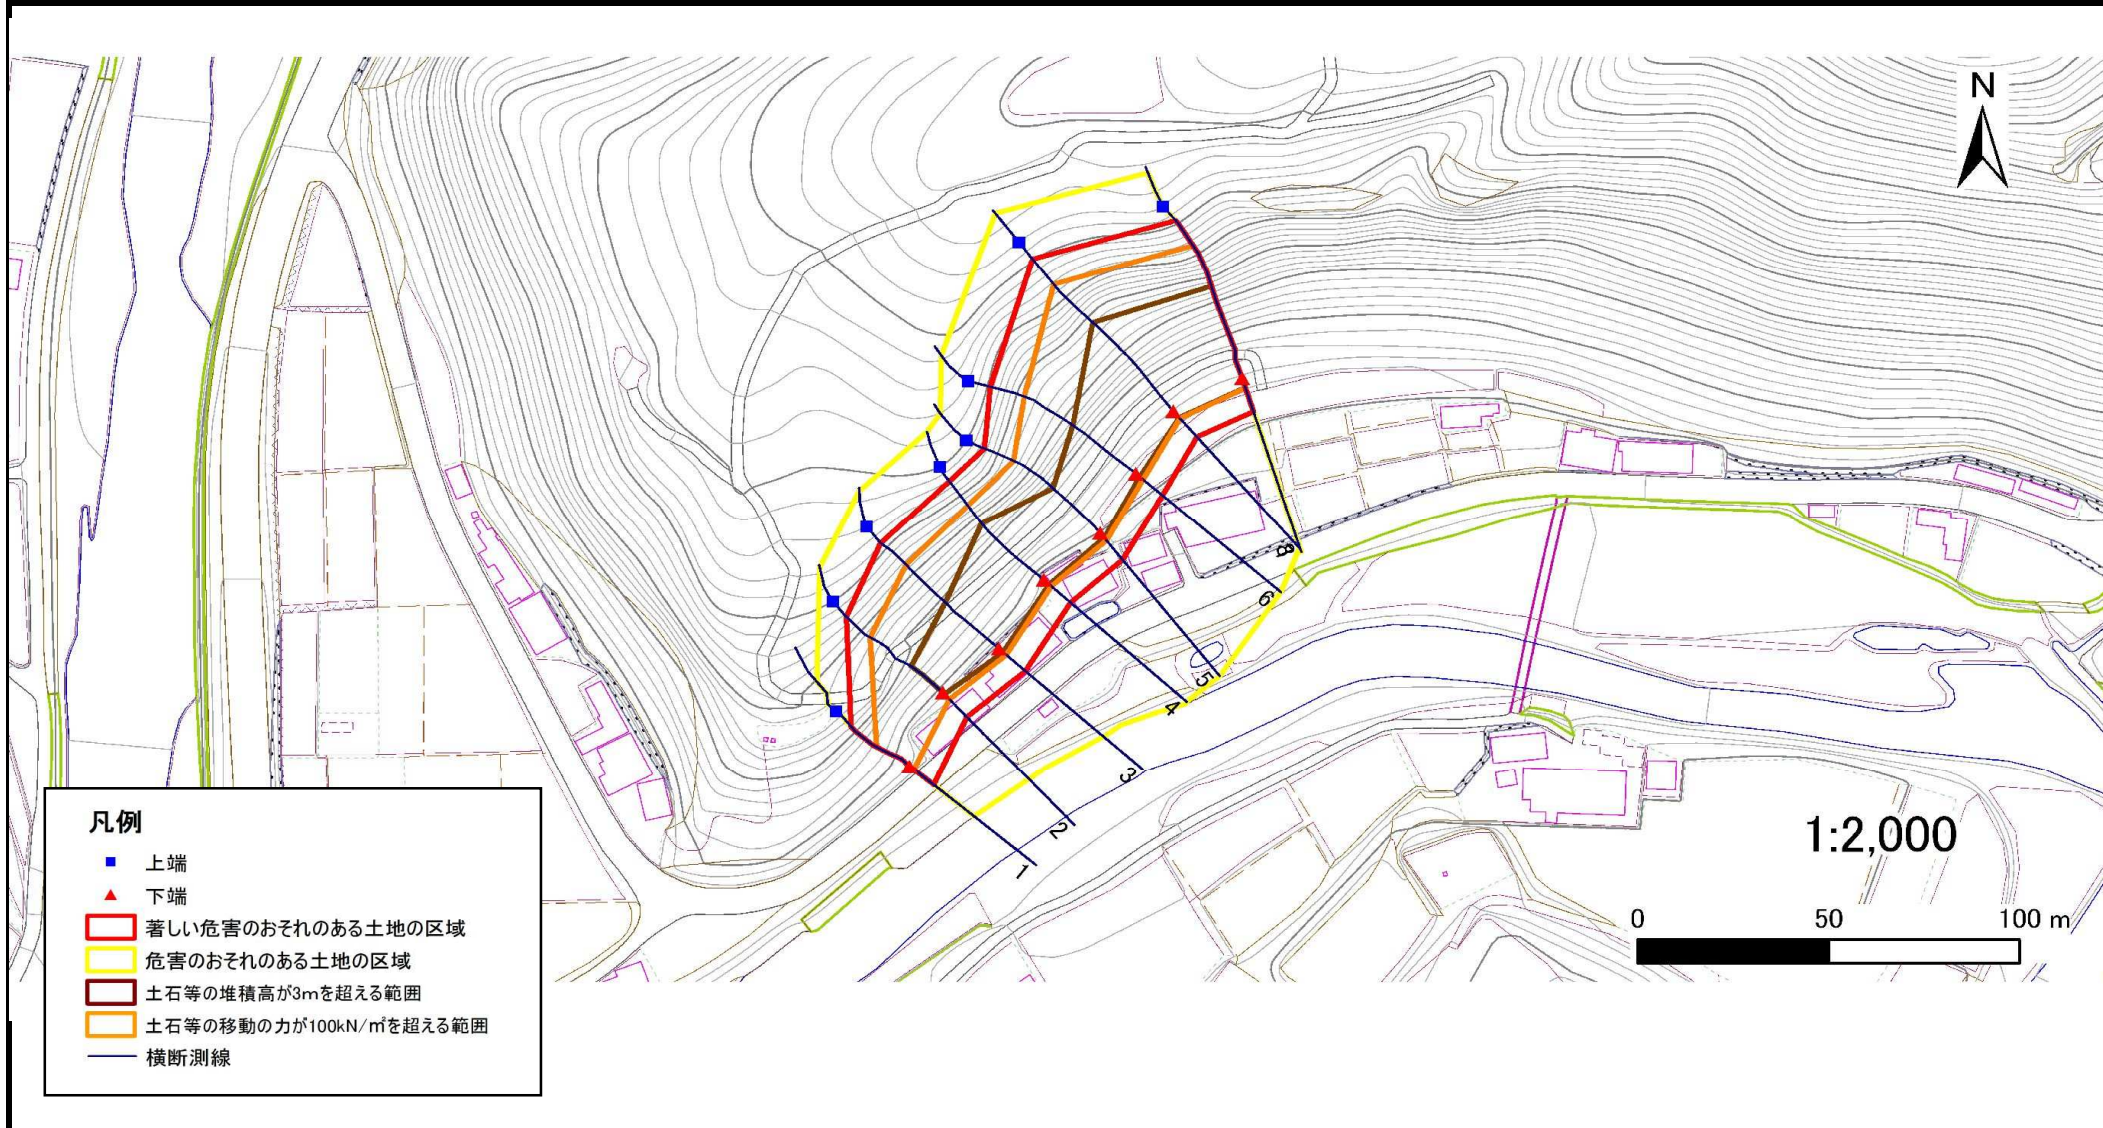 N
8
6
5
4
3
2
1
凡例
上端
下端
著しい危害のおそれのある土地の区域
危害のおそれのある土地の区域
土石等の堆積高が3mを超える範囲
土石等の移動の力が100kN/㎡を超える範囲
横断測線
1:2,000
0 50 100 m